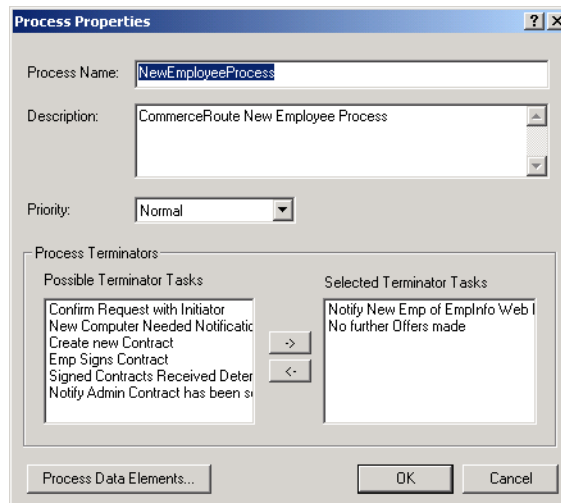 Process Properties
Process Name: NewEmployeeProcess
Description: CommerceRoute New Employee Process
Priority: Normal
Process Terminators
Possible Terminator Tasks
Confirm Request with Initiator
New Computer Needed Notificatic
Create new Contract
Emp Signs Contract
Signed Contracts Received Deter
Notify Admin Contract has been s
->
<-
Selected Terminator Tasks
Notify New Emp of EmpInfo Web I
No further Offers made
Process Data Elements...
OK
Cancel